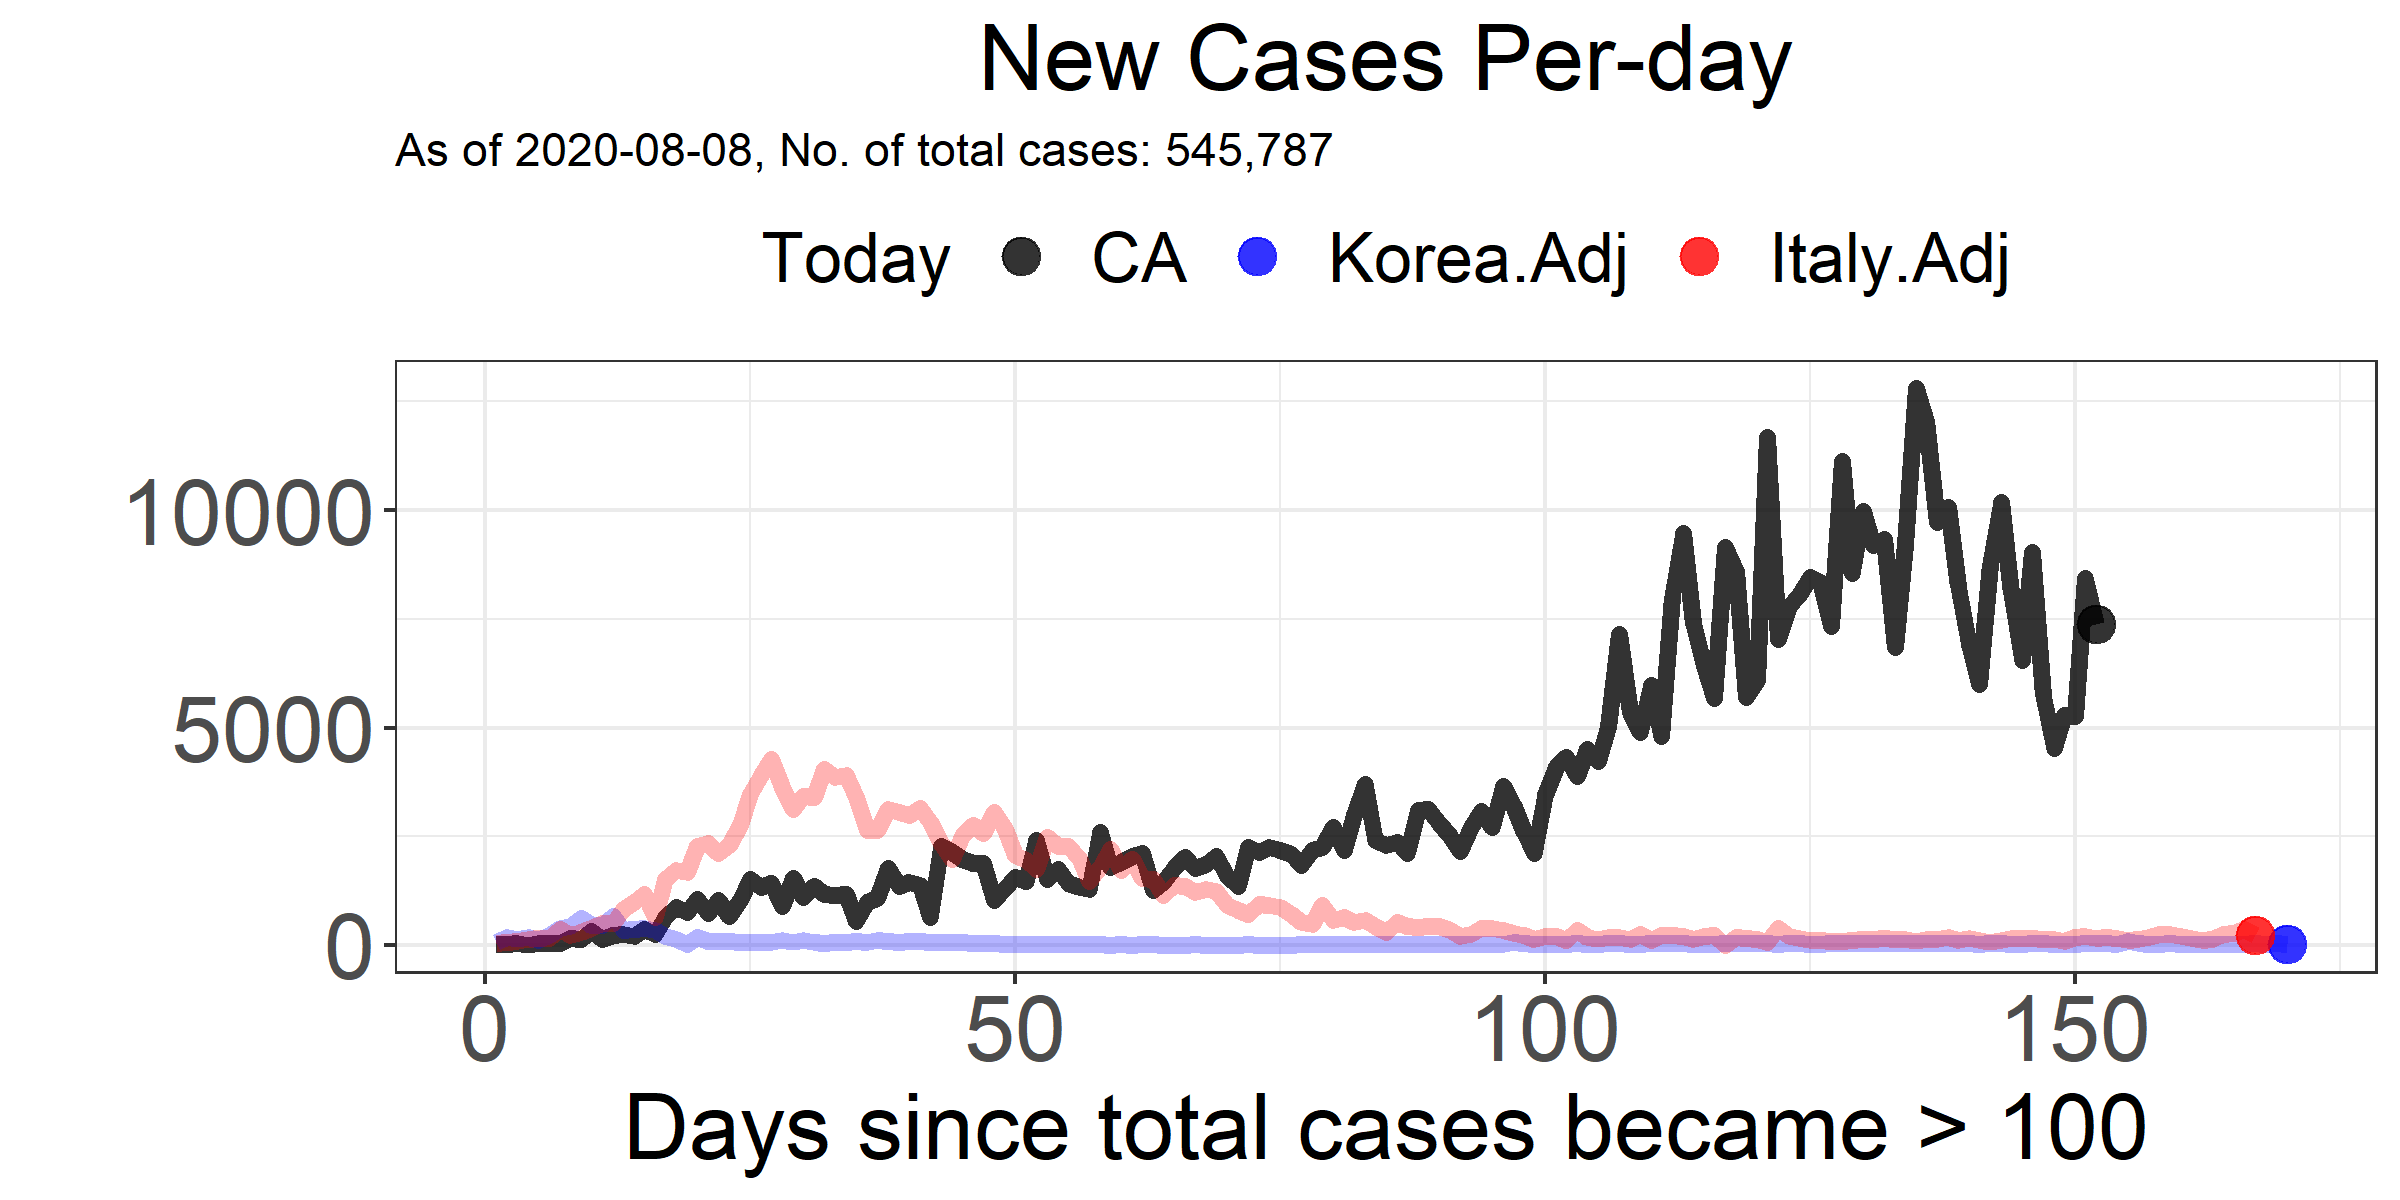 New Cases Per-day
As of 2020-08-08, No. of total cases: 545,787
Today CA Korea.Adj Italy.Adj
10000
5000
0
0 50 100 150
Days since total cases became > 100